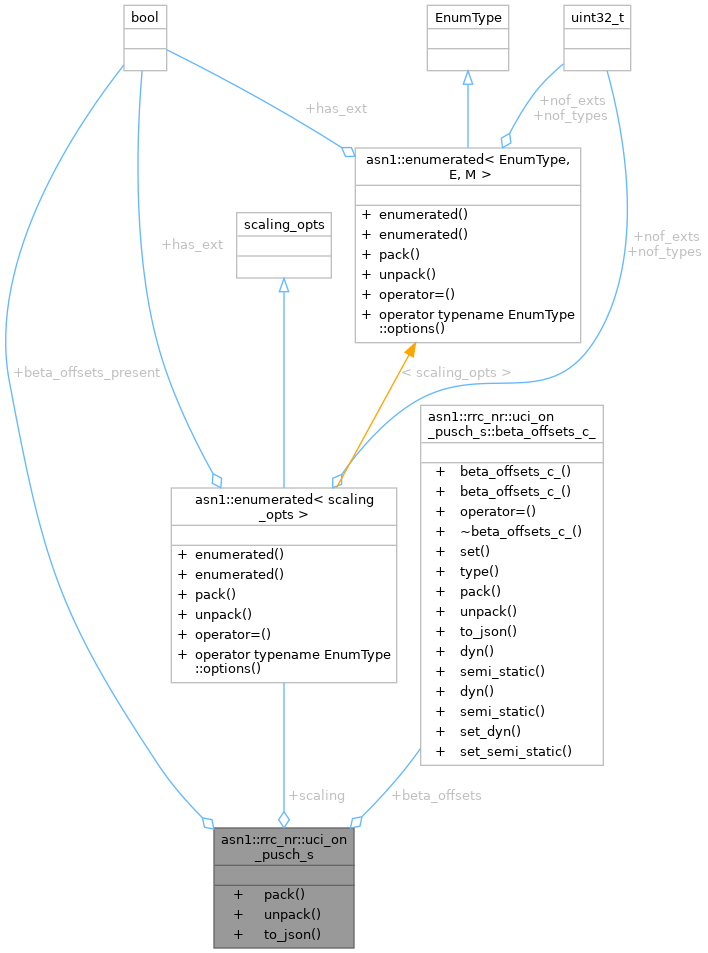 bool
EnumType
uint32_t
+has_ext
+nof_exts
+nof_types
asn1::enumerated< EnumType,
E, M >
+ enumerated()
+ enumerated()
+ pack()
+ unpack()
+ operator=()
+ operator typename EnumType
::options()
scaling_opts
+has_ext
+nof_exts
+nof_types
+beta_offsets_present
< scaling_opts >
asn1::rrc_nr::uci_on
_pusch_s::beta_offsets_c_
+ beta_offsets_c_()
+ beta_offsets_c_()
+ operator=()
+ ~beta_offsets_c_()
+ set()
+ type()
+ pack()
+ unpack()
+ to_json()
+ dyn()
+ semi_static()
+ dyn()
+ semi_static()
+ set_dyn()
+ set_semi_static()
asn1::enumerated< scaling
_opts >
+ enumerated()
+ enumerated()
+ pack()
+ unpack()
+ operator=()
+ operator typename EnumType
::options()
+scaling
+beta_offsets
asn1::rrc_nr::uci_on
_pusch_s
+ pack()
+ unpack()
+ to_json()